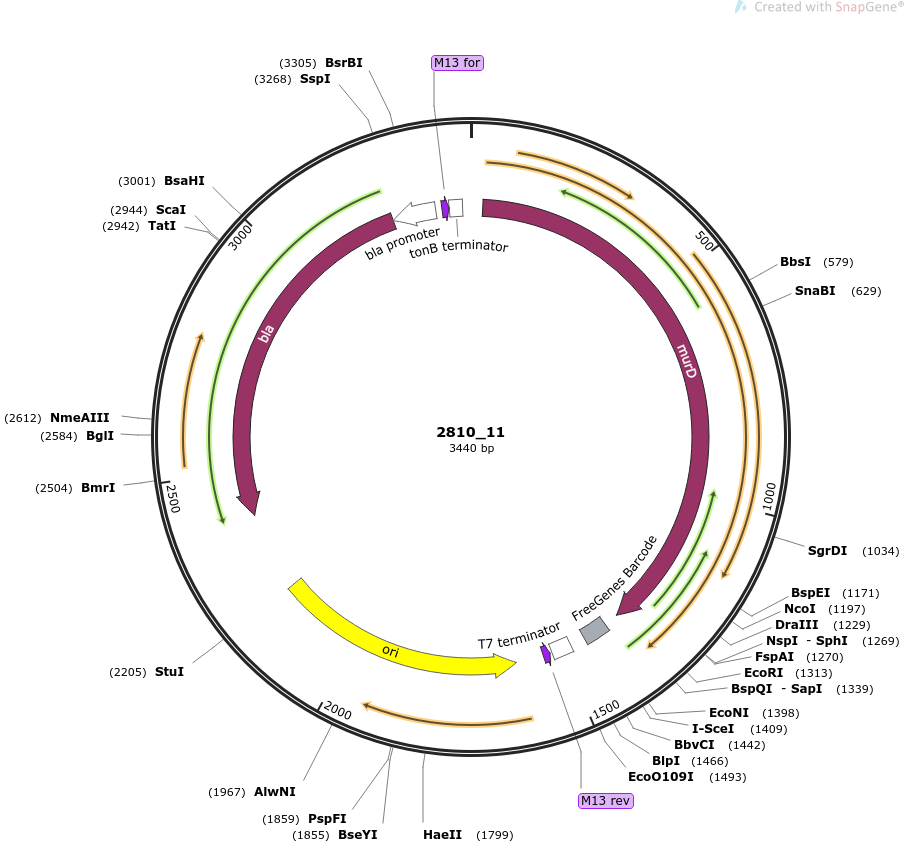 Created with SnapGene®
(3305) BsrBI
(3268) SspI
M13 for
(3001) BsaHI
(2944) ScaI
(2942) TatI
3000
500
bla promoter
tonB terminator
BbsI (579)
SnaBI (629)
bla
murD
(2612) NmeAIII
(2584) BglI
(2504) BmrI
2810_11
3440 bp
2500
1000
SgrDI (1034)
FreeGenes Barcode
BspEI (1171)
NcoI (1197)
DraIII (1229)
NspI - SphI (1269)
FspAI (1270)
EcoRI (1313)
BspQI - SapI (1339)
T7 terminator
ori
(2205) StuI
2000
1500
EcoNI (1398)
I-SceI (1409)
BbvCI (1442)
BlpI (1466)
EcoO109I (1493)
M13 rev
(1967) AlwNI
(1859) PspFI
(1855) BseYI
HaeII (1799)